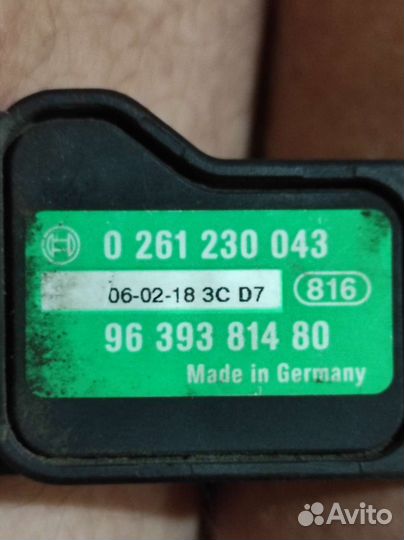 0 261 230 043
06-02-18 3C D7
816
96 393 814 80
Made in Germany
Avito